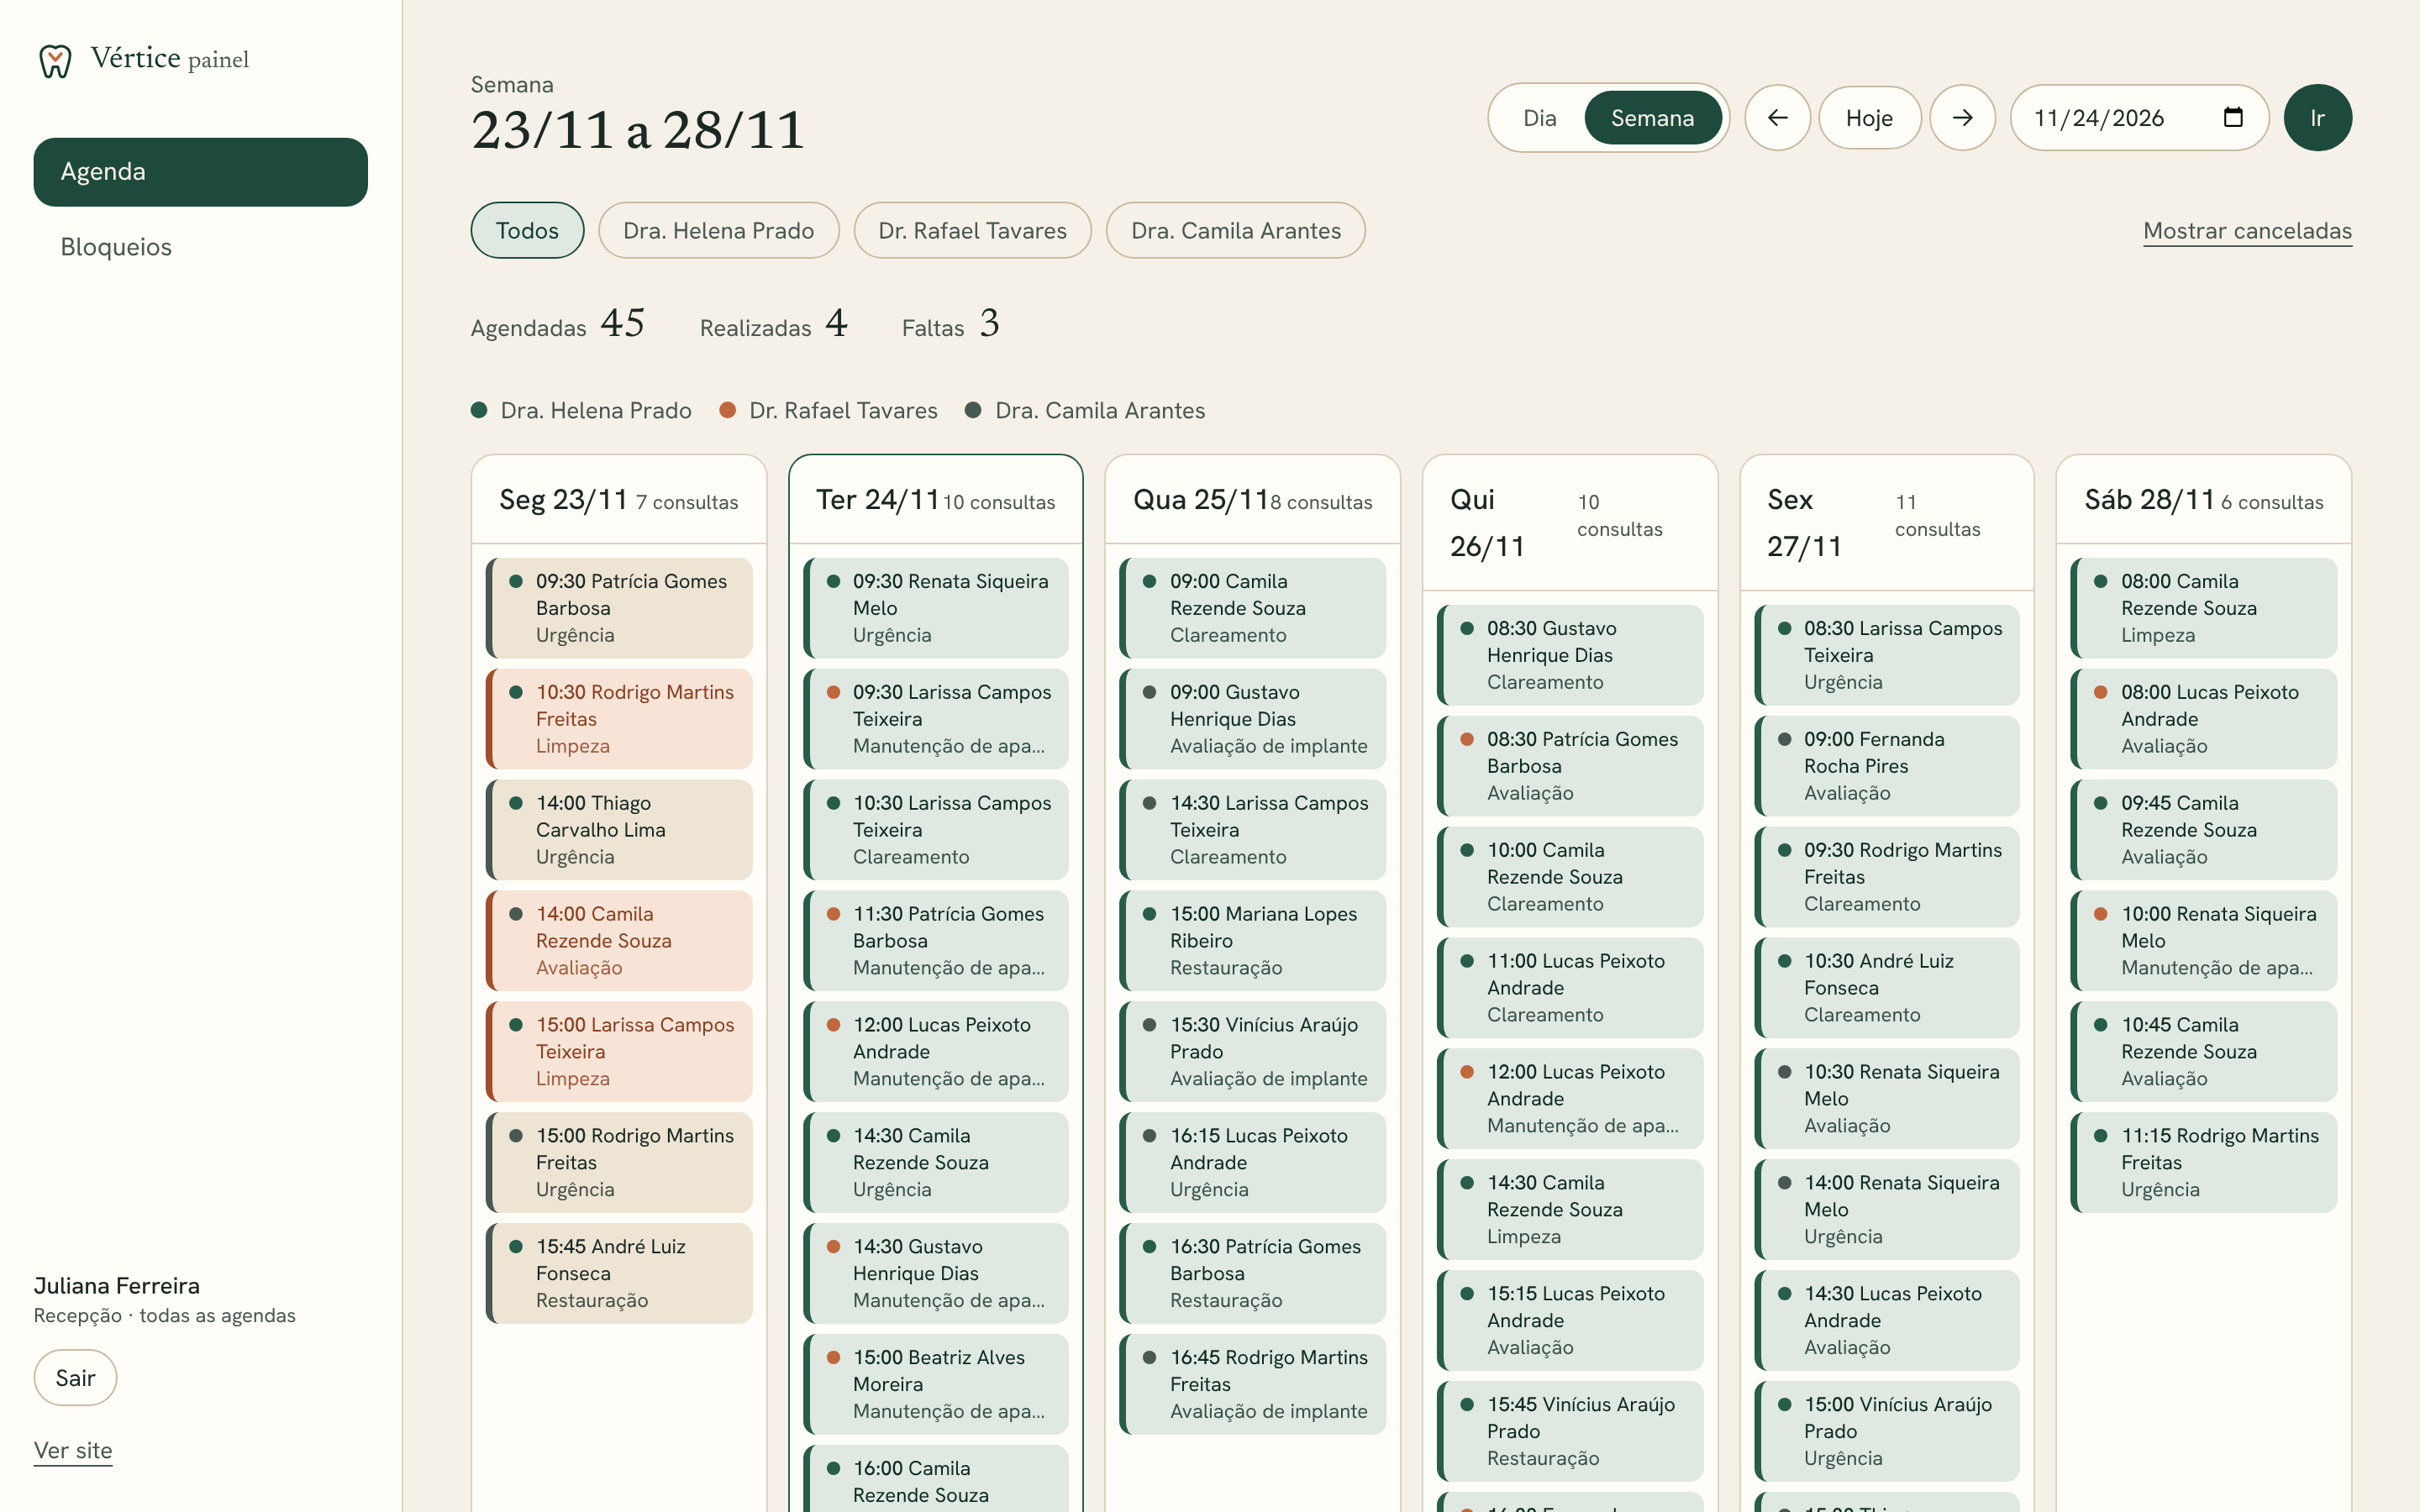 Vértice painel
Agenda
Bloqueios
Juliana Ferreira
Recepção · todas as agendas
Sair
Ver site
Semana
23/11 a 28/11
Dia
Semana
←
Hoje
→
11/24/2026
Ir
Todos
Dra. Helena Prado
Dr. Rafael Tavares
Dra. Camila Arantes
Mostrar canceladas
Agendadas 45
Realizadas 4
Faltas 3
Dra. Helena Prado
Dr. Rafael Tavares
Dra. Camila Arantes
Seg 23/11 7 consultas
09:30 Patrícia Gomes
Barbosa
Urgência
10:30 Rodrigo Martins
Freitas
Limpeza
14:00 Thiago
Carvalho Lima
Urgência
14:00 Camila
Rezende Souza
Avaliação
15:00 Larissa Campos
Teixeira
Limpeza
15:00 Rodrigo Martins
Freitas
Urgência
15:45 André Luiz
Fonseca
Restauração
Ter 24/11 10 consultas
09:30 Renata Siqueira
Melo
Urgência
09:30 Larissa Campos
Teixeira
Manutenção de apa...
10:30 Larissa Campos
Teixeira
Clareamento
11:30 Patrícia Gomes
Barbosa
Manutenção de apa...
12:00 Lucas Peixoto
Andrade
Manutenção de apa...
14:30 Camila
Rezende Souza
Urgência
14:30 Gustavo
Henrique Dias
Manutenção de apa...
15:00 Beatriz Alves
Moreira
Manutenção de apa...
16:00 Camila
Rezende Souza
Qua 25/11 8 consultas
09:00 Camila
Rezende Souza
Clareamento
09:00 Gustavo
Henrique Dias
Avaliação de implante
14:30 Larissa Campos
Teixeira
Clareamento
15:00 Mariana Lopes
Ribeiro
Restauração
15:30 Vinícius Araújo
Prado
Avaliação de implante
16:15 Lucas Peixoto
Andrade
Urgência
16:30 Patrícia Gomes
Barbosa
Restauração
16:45 Rodrigo Martins
Freitas
Avaliação de implante
Qui
26/11
10
consultas
08:30 Gustavo
Henrique Dias
Clareamento
08:30 Patrícia Gomes
Barbosa
Avaliação
10:00 Camila
Rezende Souza
Clareamento
11:00 Lucas Peixoto
Andrade
Clareamento
12:00 Lucas Peixoto
Andrade
Manutenção de apa...
14:30 Camila
Rezende Souza
Limpeza
15:15 Lucas Peixoto
Andrade
Avaliação
15:45 Vinícius Araújo
Prado
Restauração
Sex
27/11
11
consultas
08:30 Larissa Campos
Teixeira
Urgência
09:00 Fernanda
Rocha Pires
Avaliação
09:30 Rodrigo Martins
Freitas
Clareamento
10:30 André Luiz
Fonseca
Clareamento
10:30 Renata Siqueira
Melo
Avaliação
14:00 Renata Siqueira
Melo
Urgência
14:30 Lucas Peixoto
Andrade
Avaliação
15:00 Vinícius Araújo
Prado
Urgência
Sáb 28/11 6 consultas
08:00 Camila
Rezende Souza
Limpeza
08:00 Lucas Peixoto
Andrade
Avaliação
09:45 Camila
Rezende Souza
Avaliação
10:00 Renata Siqueira
Melo
Manutenção de apa...
10:45 Camila
Rezende Souza
Avaliação
11:15 Rodrigo Martins
Freitas
Urgência